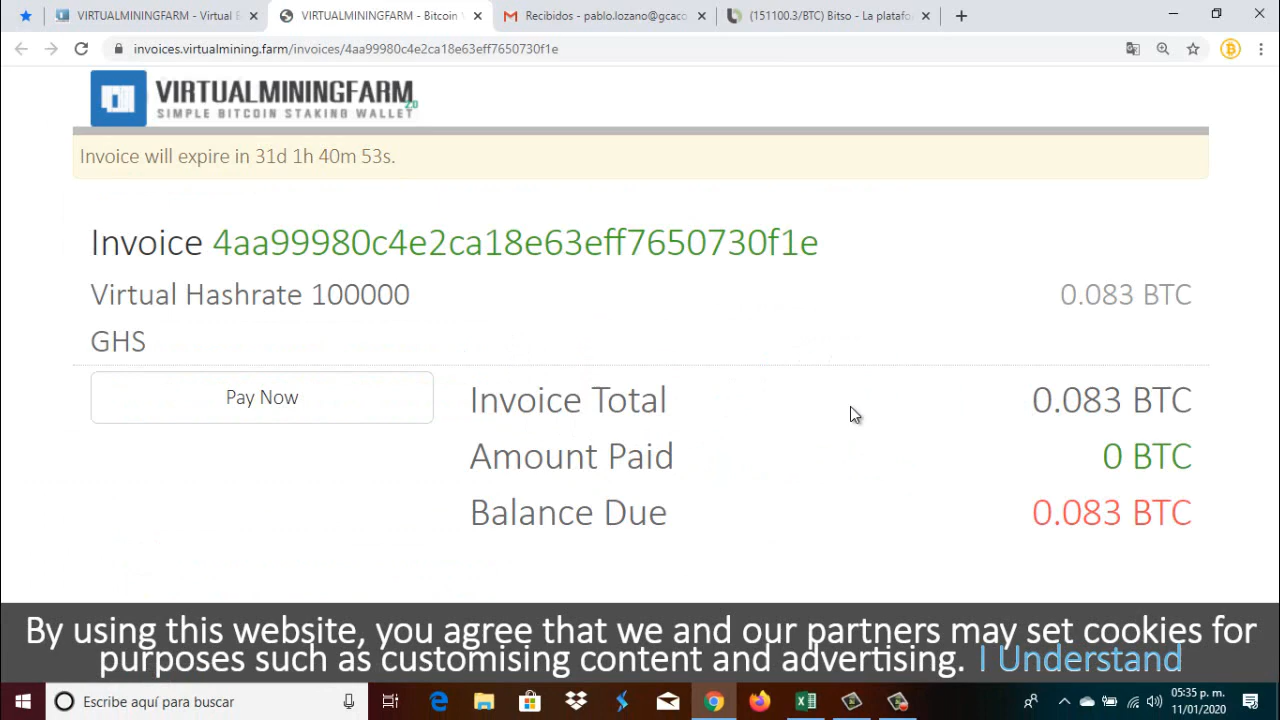 VIRTUALMININGFARM - Virtual E
VIRTUALMININGFARM - Bitcoin
Recibidos - pablo.lozano@gcaco
(151100.3/BTC) Bitso - La platafo
invoices.virtualmining.farm/invoices/4aa99980c4e2ca18e63eff7650730f1e
VIRTUALMININGFARM 2.0
SIMPLE BITCOIN STAKING WALLET
Invoice will expire in 31d 1h 40m 53s.
Invoice 4aa99980c4e2ca18e63eff7650730f1e
Virtual Hashrate 100000 0.083 BTC
GHS
Pay Now
Invoice Total 0.083 BTC
Amount Paid 0 BTC
Balance Due 0.083 BTC
By using this website, you agree that we and our partners may set cookies for
purposes such as customising content and advertising. I Understand
Escribe aquí para buscar
05:35 p. m.
11/01/2020